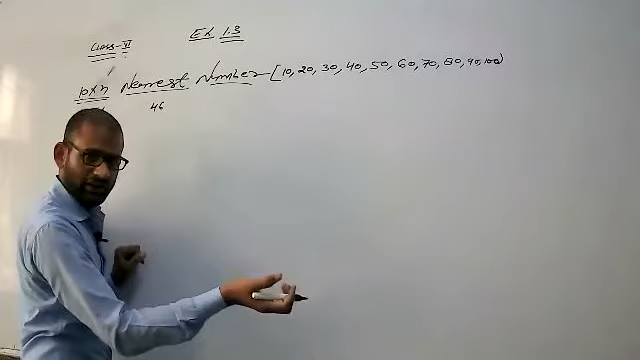 Class - VI
Ex 1.3
Nearest Number - [10, 20, 30, 40, 50, 60, 70, 80, 90, 100)
46